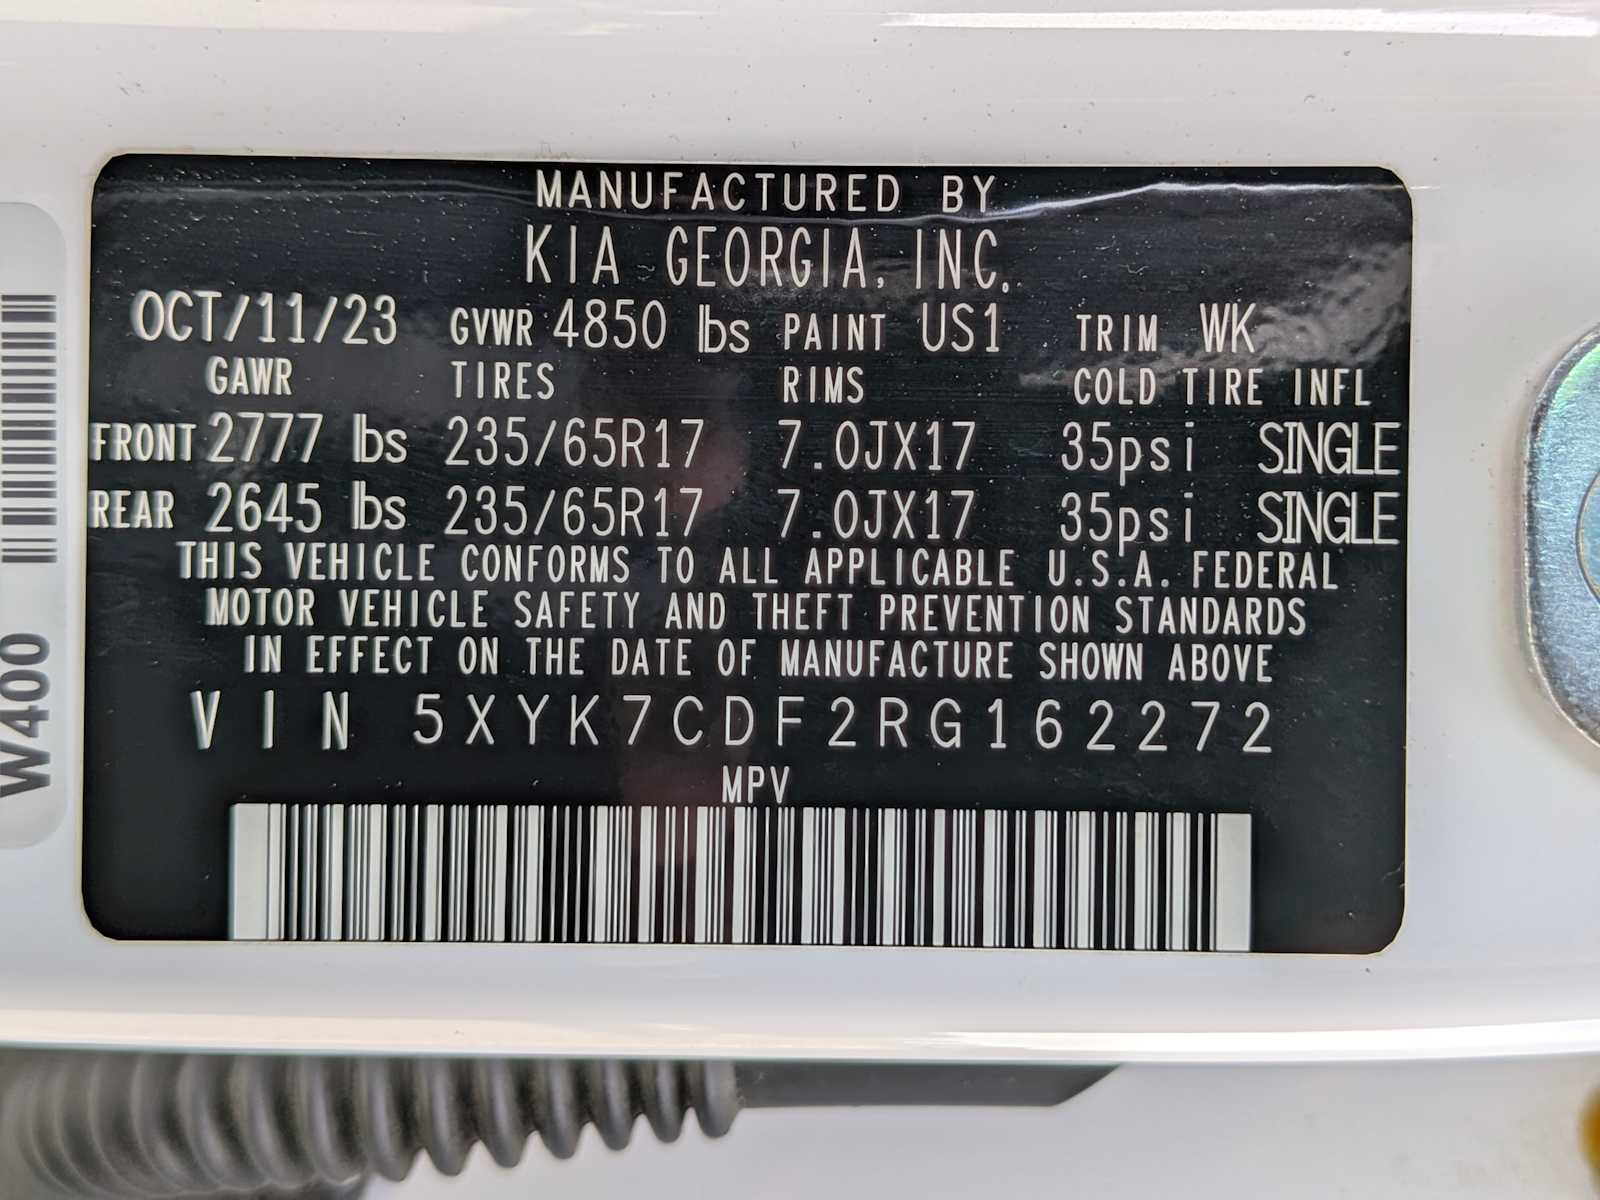 MANUFACTURED BY
KIA GEORGIA, INC.
OCT/11/23 GVWR 4850 lbs PAINT US1 TRIM WK
GAWR TIRES RIMS COLD TIRE INFL
FRONT 2777 lbs 235/65R17 7.0JX17 35psi SINGLE
REAR 2645 lbs 235/65R17 7.0JX17 35psi SINGLE
THIS VEHICLE CONFORMS TO ALL APPLICABLE U.S.A. FEDERAL
MOTOR VEHICLE SAFETY AND THEFT PREVENTION STANDARDS
IN EFFECT ON THE DATE OF MANUFACTURE SHOWN ABOVE
VIN 5XYK7CDF2RG162272
MPV
W400